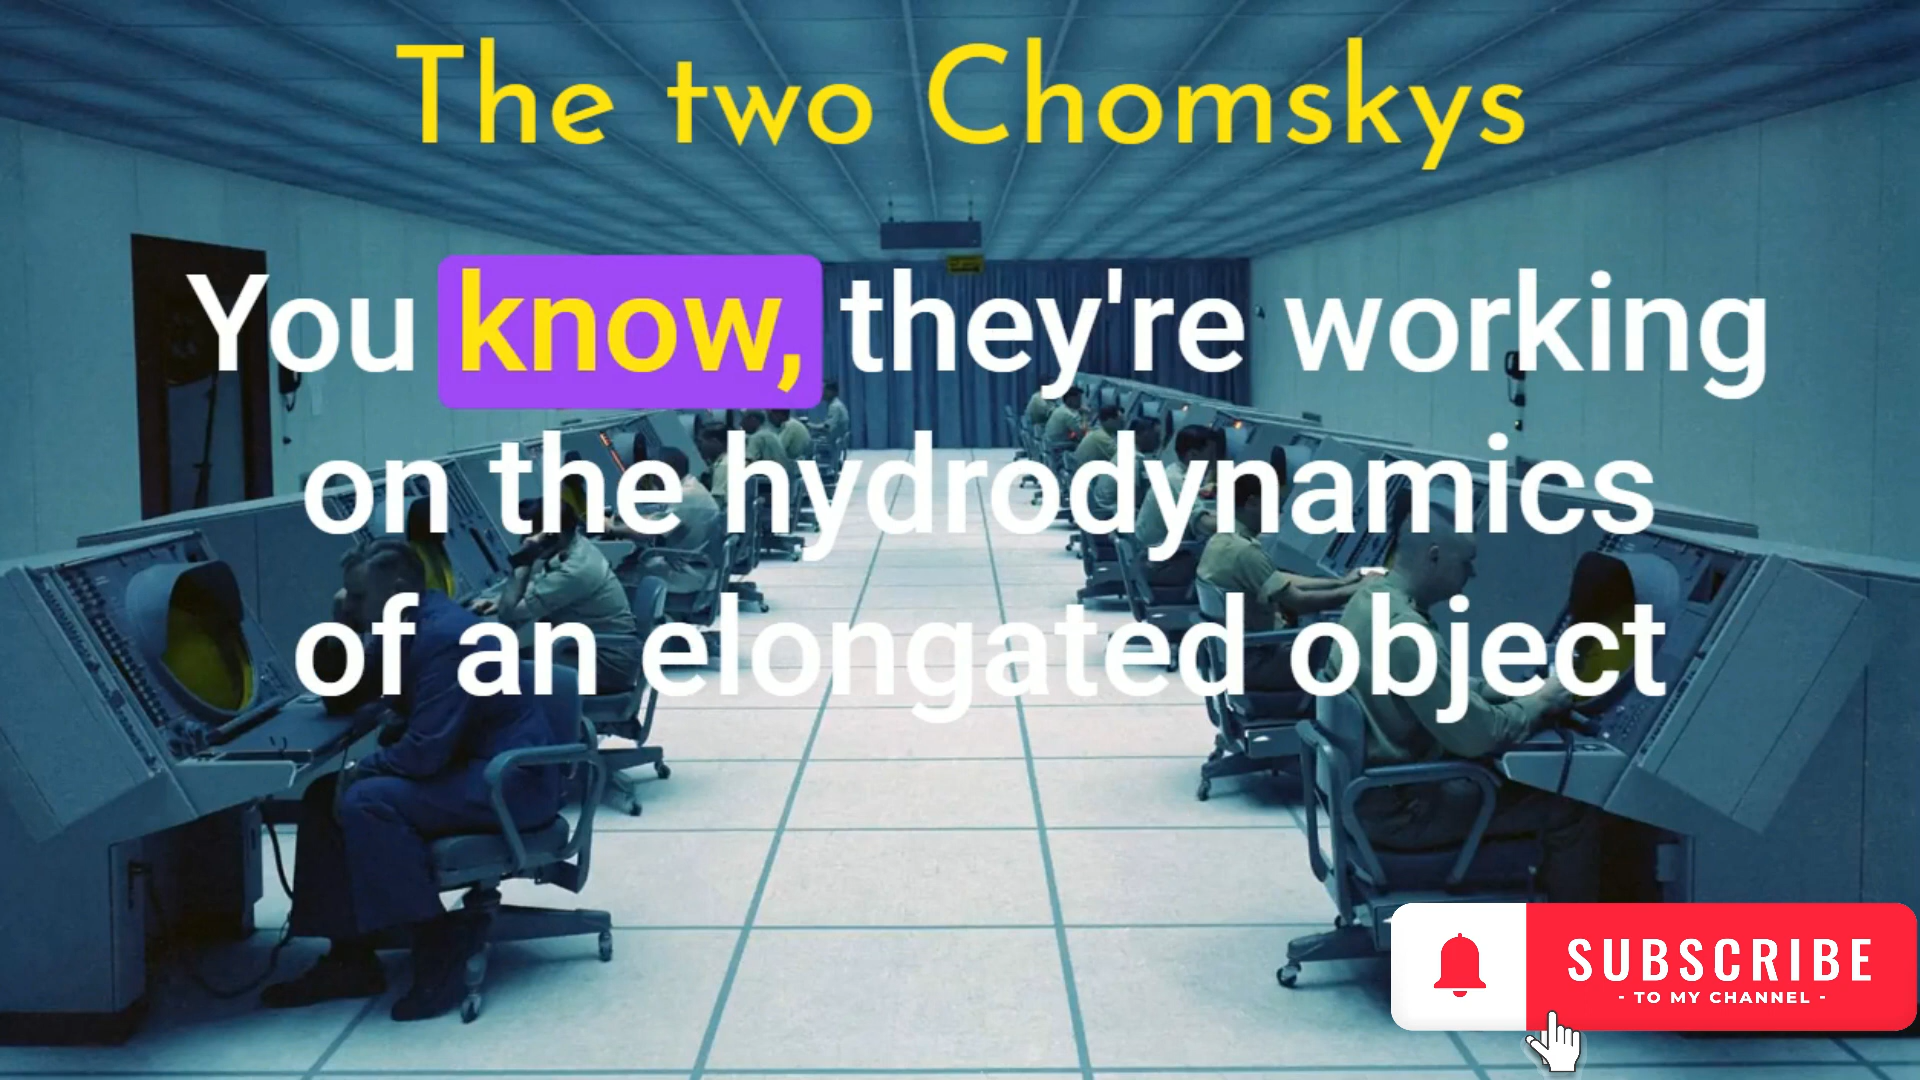 The two Chomskys
You know, they're working
on the hydrodynamics
of an elongated object
SUBSCRIBE
- TO MY CHANNEL -